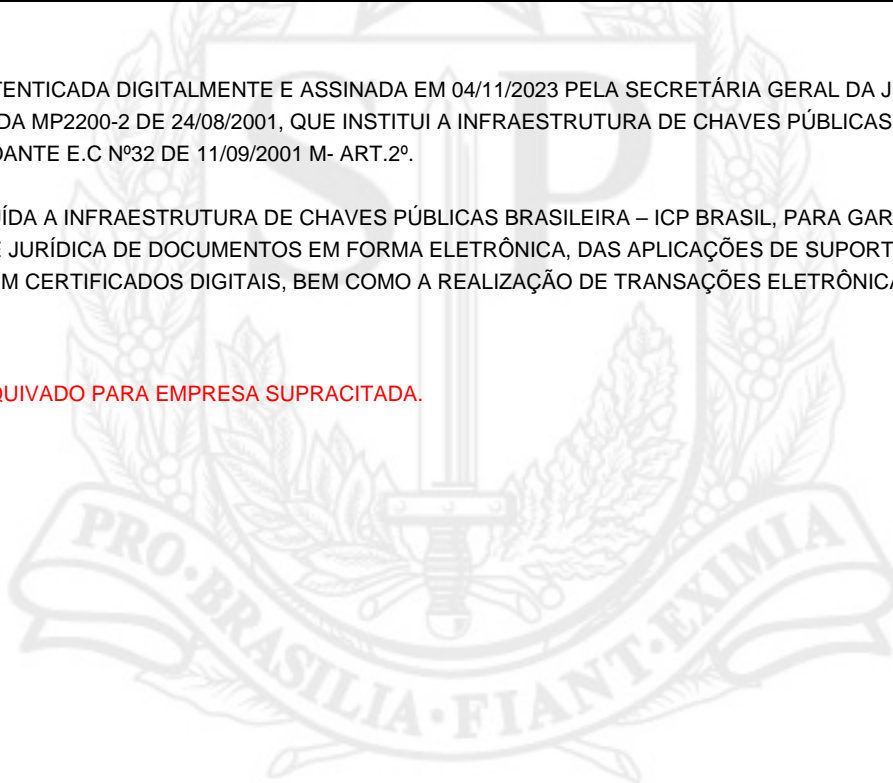 TENTICADA DIGITALMENTE E ASSINADA EM 04/11/2023 PELA SECRETÁRIA GERAL DA J
DA MP2200-2 DE 24/08/2001, QUE INSTITUI A INFRAESTRUTURA DE CHAVES PÚBLICAS
DANTE E.C Nº32 DE 11/09/2001 M- ART.2º.
ÍDA A INFRAESTRUTURA DE CHAVES PÚBLICAS BRASILEIRA – ICP BRASIL, PARA GAR
E JURÍDICA DE DOCUMENTOS EM FORMA ELETRÔNICA, DAS APLICAÇÕES DE SUPORT
M CERTIFICADOS DIGITAIS, BEM COMO A REALIZAÇÃO DE TRANSAÇÕES ELETRÔNICA
QUIVADO PARA EMPRESA SUPRACITADA.
SP
PRO·BRASILIA·FIANT·EXIMIA